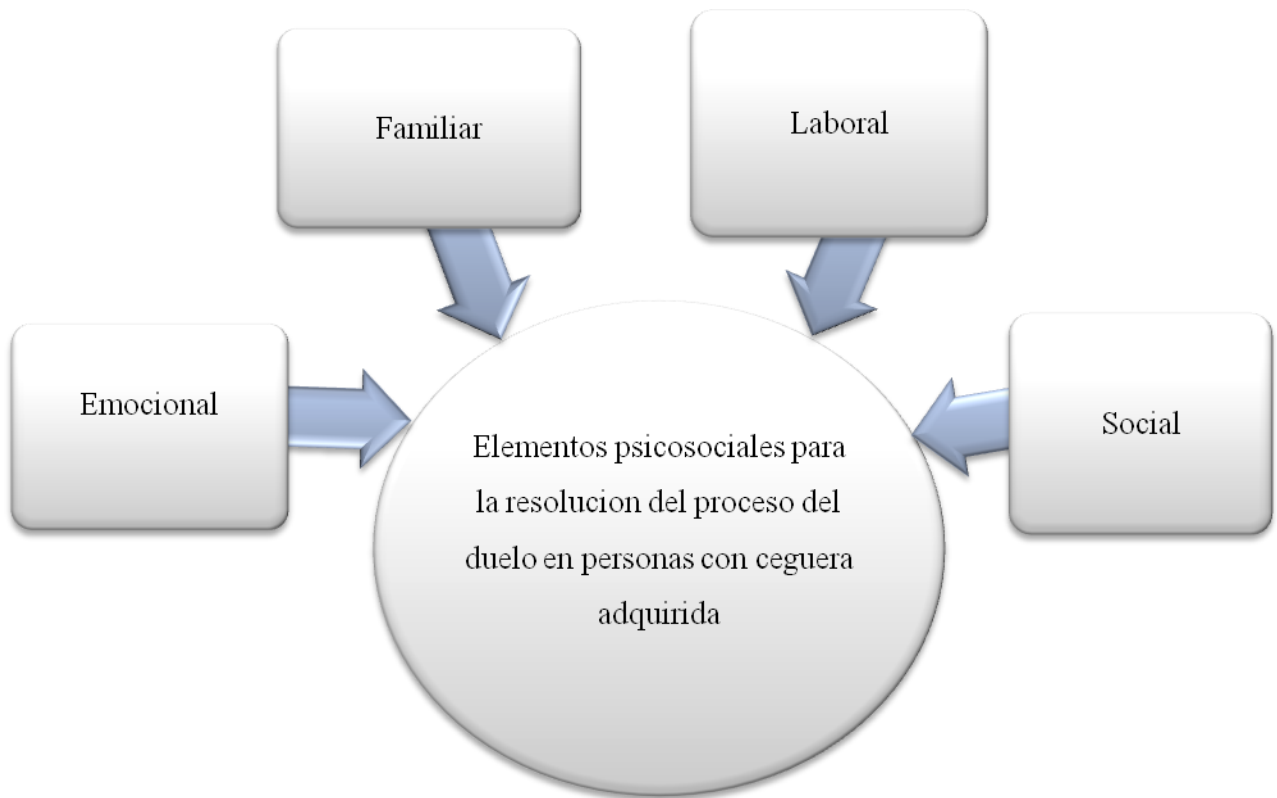 Familiar
Laboral
Emocional
Social
Elementos psicosociales para
la resolucion del proceso del
duelo en personas con ceguera
adquirida